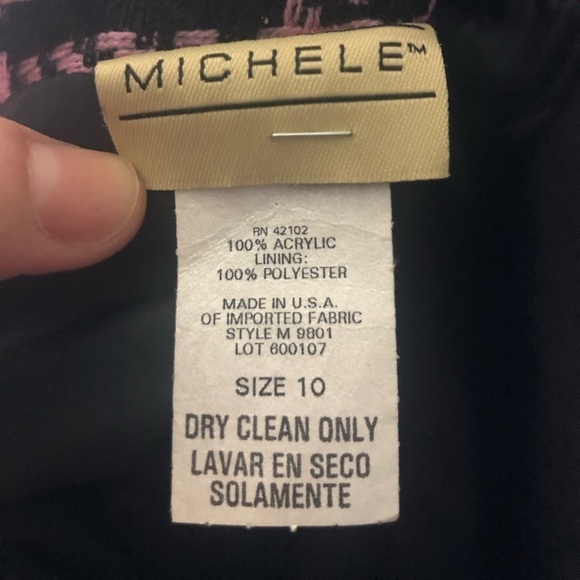 MICHELE™
RN 42102
100% ACRYLIC
LINING:
100% POLYESTER
MADE IN U.S.A.
OF IMPORTED FABRIC
STYLE M 9801
LOT 600107
SIZE 10
DRY CLEAN ONLY
LAVAR EN SECO
SOLAMENTE